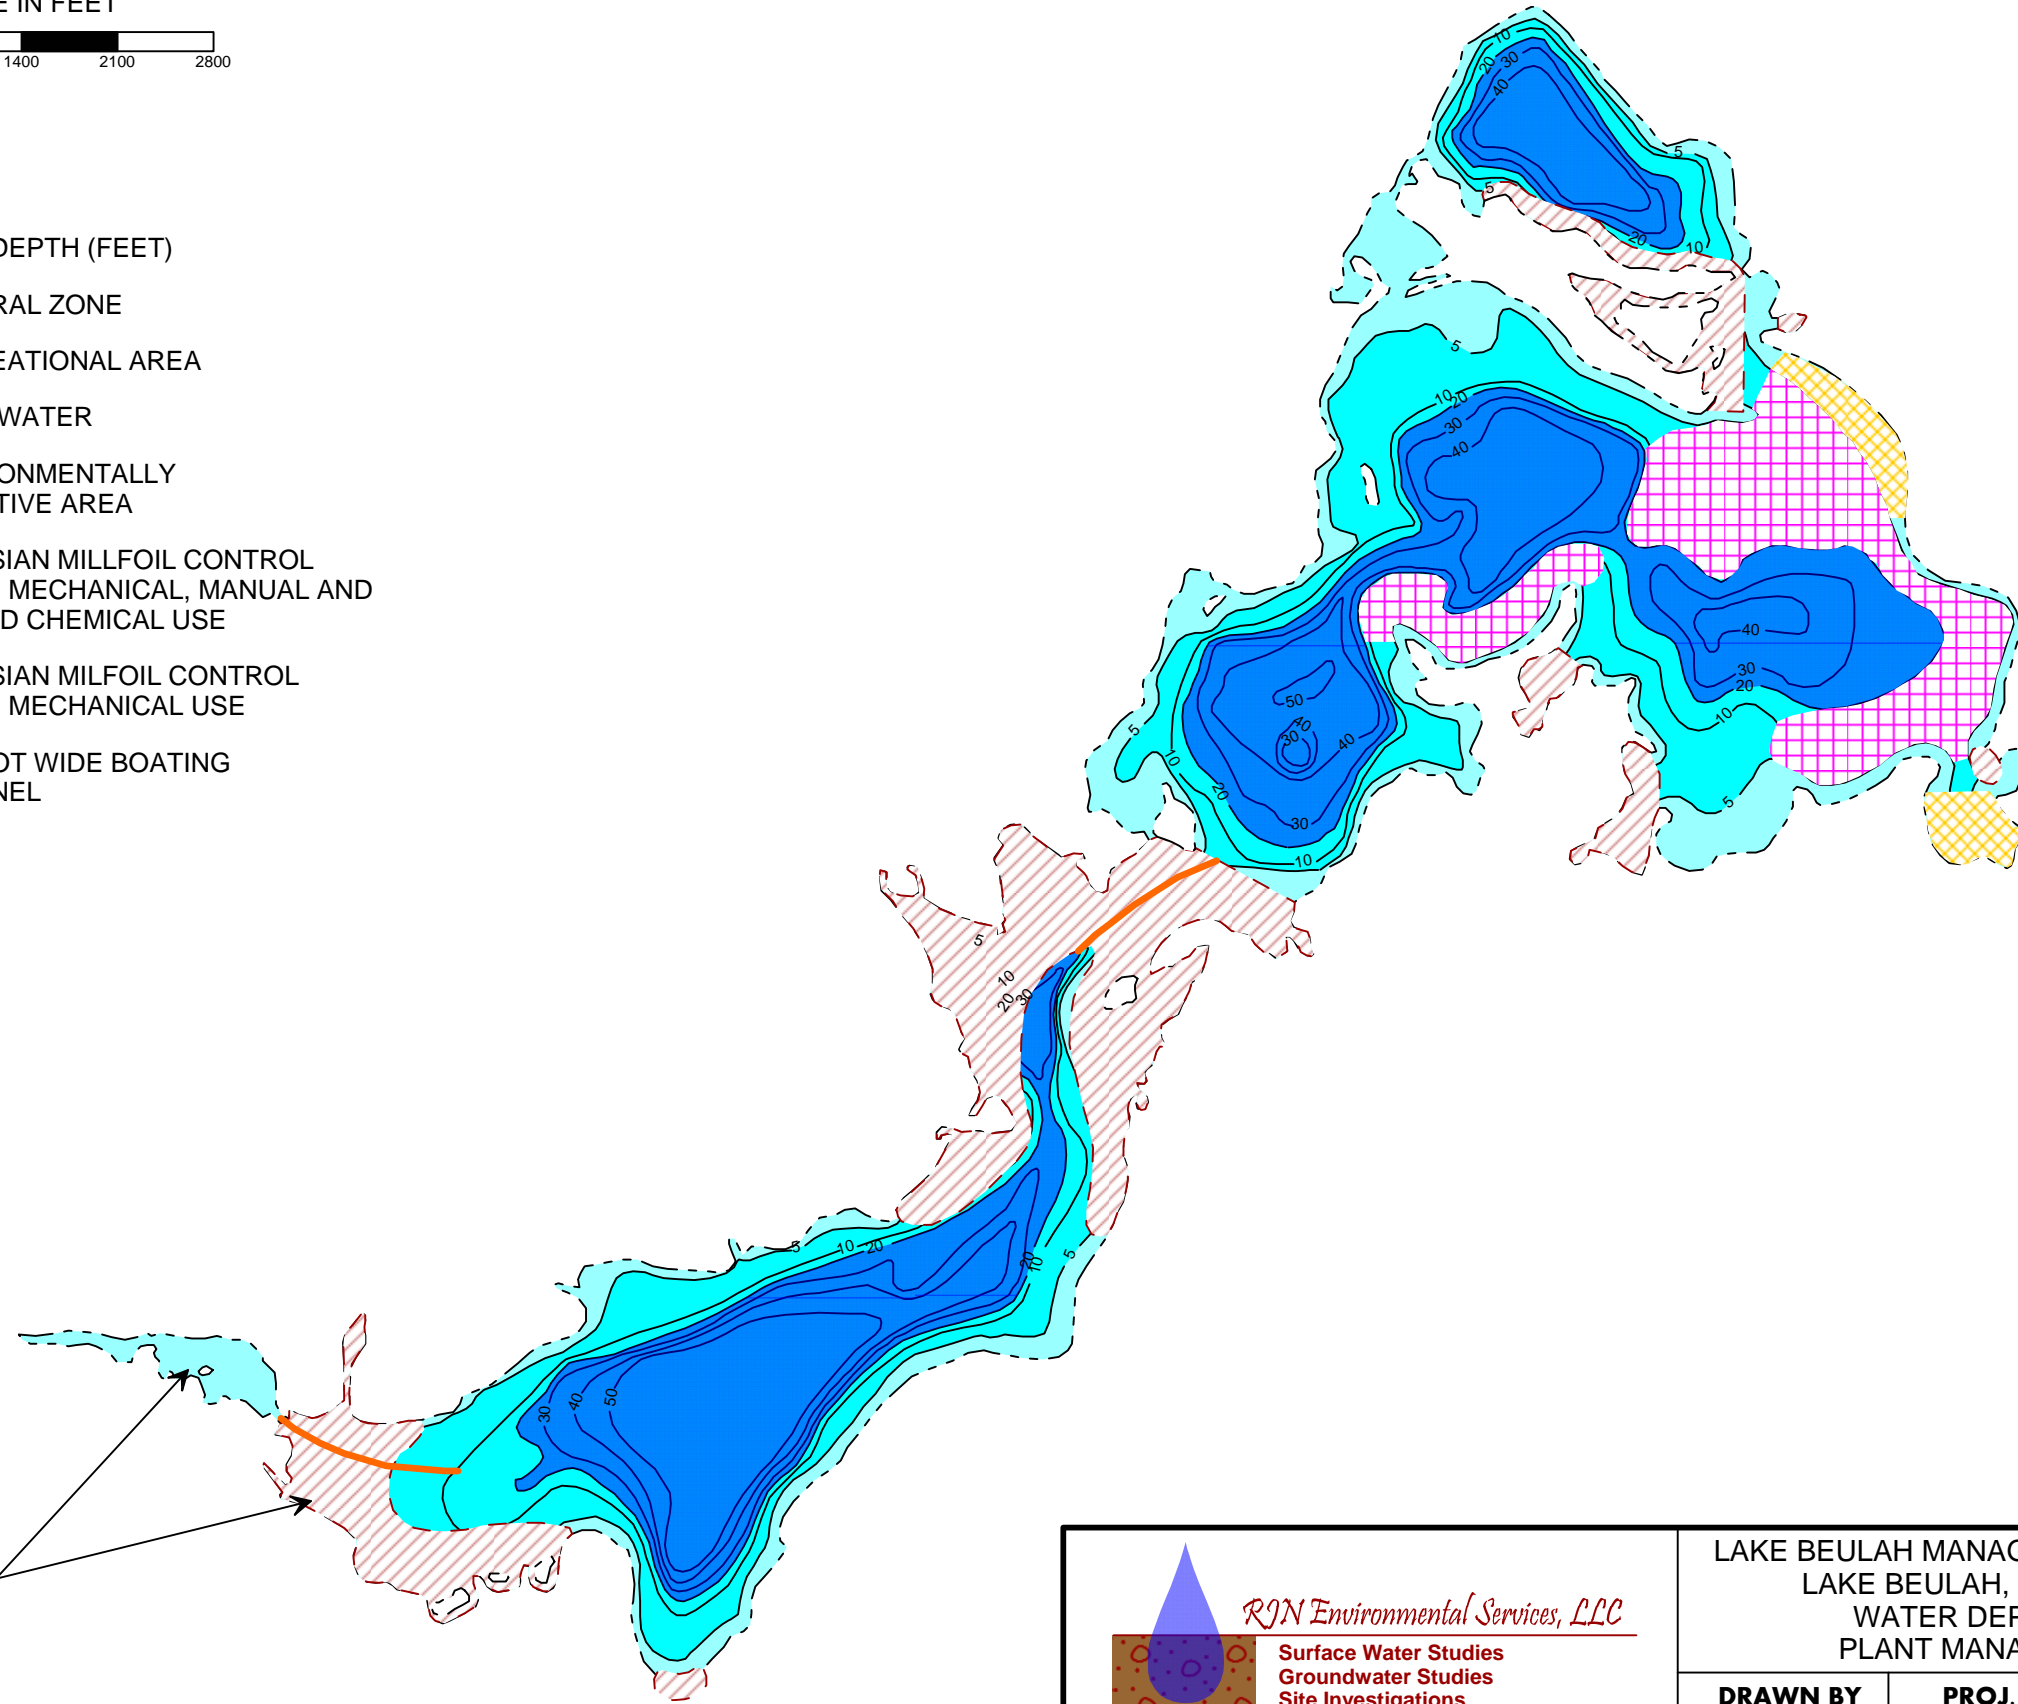 E IN FEET
1400 2100 2800
DEPTH (FEET)
RAL ZONE
EATIONAL AREA
WATER
ONMENTALLY
TIVE AREA
SIAN MILLFOIL CONTROL
MECHANICAL, MANUAL AND
D CHEMICAL USE
SIAN MILFOIL CONTROL
MECHANICAL USE
OT WIDE BOATING
NEL
10
20
30
40
5
5
20
10
5
10
20
30
40
40
30
20
10
5
50
40
30
40
5
10
20
30
10
5
10
20
30
5
10
20
20
10
5
30
40
50
RJN Environmental Services, LLC
Surface Water Studies
Groundwater Studies
Site Investigations
LAKE BEULAH MANAG
LAKE BEULAH,
WATER DEP
PLANT MANA
DRAWN BY
PROJ.